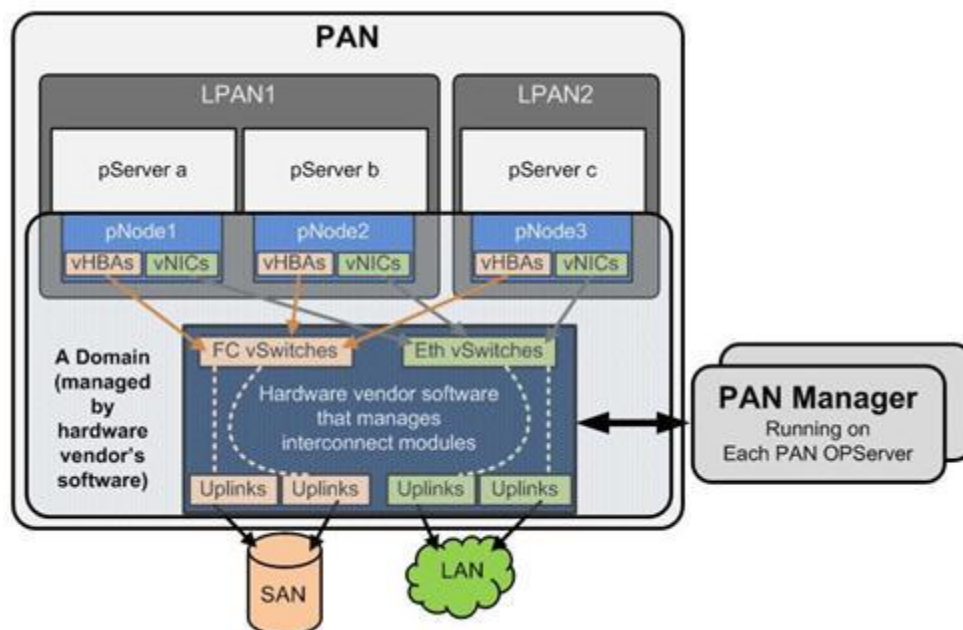 PAN
LPAN1
LPAN2
pServer a
pServer b
pServer c
pNode1
pNode2
pNode3
vHBAs
vNICs
vHBAs
vNICs
vHBAs
vNICs
FC vSwitches
Eth vSwitches
A Domain
(managed
by
hardware
vendor's
software)
Hardware vendor software
that manages
interconnect modules
Uplinks
Uplinks
Uplinks
Uplinks
PAN Manager
Running on
Each PAN OPServer
SAN
LAN